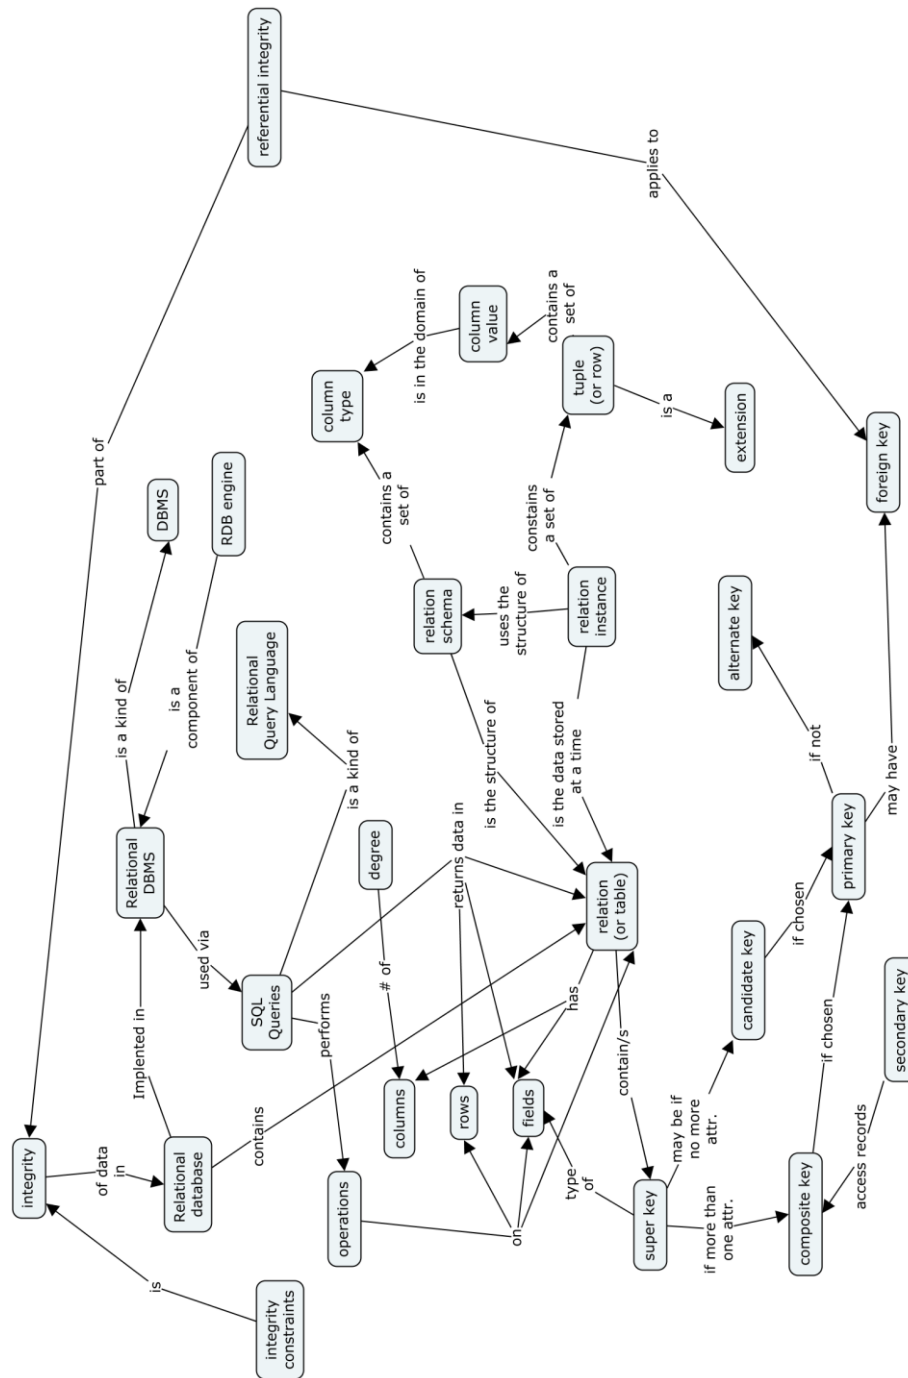 integrity
part of
of data
in
is a kind of
Implented in
Relational
DBMS
is
DBMS
is a
component of
Relational
database
used via
RDB engine
Relational
Query Language
referential integrity
contains
SQL
Queries
integrity
constraints
performs
column
type
operations
is a kind of
degree
# of
contains a
set of
columns
is in the domain of
relation
schema
returns data in
rows
column
value
is the structure of
uses the
structure of
on
fields
constains
a set of
contains a
set of
is the data stored
at a time
has
type
of
relation
instance
tuple
(or row)
relation
(or table)
contain/s
super key
applies to
is a
may be if
no more
attr.
if more than
one attr.
candidate key
alternate key
extension
if chosen
if not
composite key
if chosen
primary key
access records
foreign key
may have
secondary key